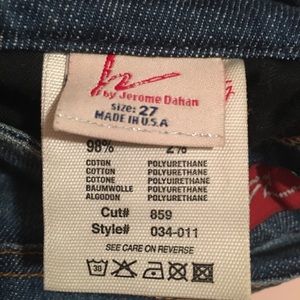 by Jerome Dahan
size: 27
MADE IN U.S.A
98% 2%
COTON POLYURETHANE
COTTON POLYURETHANE
COTONE POLYURETHANE
BAUMWOLLE POLYURETHANE
ALGODON POLYURETHANE
Cut# 859
Style# 034-011
SEE CARE ON REVERSE
30